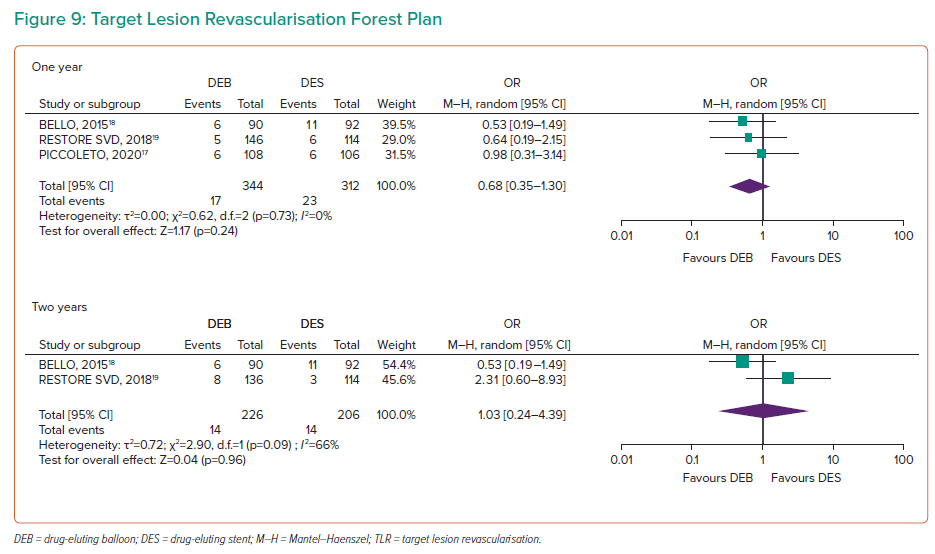 Figure 9: Target Lesion Revascularisation Forest Plan
One year
DEB DES OR OR
Study or subgroup Events Total Events Total Weight M–H, random [95% CI] M–H, random [95% CI]
BELLO, 2015¹⁸ 6 90 11 92 39.5% 0.53 [0.19–1.49]
RESTORE SVD, 2018¹⁹ 5 146 6 114 29.0% 0.64 [0.19–2.15]
PICCOLETO, 2020¹⁷ 6 108 6 106 31.5% 0.98 [0.31–3.14]
Total [95% CI] 344 312 100.0% 0.68 [0.35–1.30]
Total events 17 23
Heterogeneity: τ²=0.00; χ²=0.62, d.f.=2 (p=0.73); I²=0%
Test for overall effect: Z=1.17 (p=0.24)
0.01 0.1 1 10 100
Favours DEB Favours DES
Two years
DEB DES OR OR
Study or subgroup Events Total Events Total Weight M–H, random [95% CI] M–H, random [95% CI]
BELLO, 2015¹⁸ 6 90 11 92 54.4% 0.53 [0.19–1.49]
RESTORE SVD, 2018¹⁹ 8 136 3 114 45.6% 2.31 [0.60–8.93]
Total [95% CI] 226 206 100.0% 1.03 [0.24–4.39]
Total events 14 14
Heterogeneity: τ²=0.72; χ²=2.90, d.f.=1 (p=0.09) ; I²=66%
Test for overall effect: Z=0.04 (p=0.96)
0.01 0.1 1 10 100
Favours DEB Favours DES
DEB = drug-eluting balloon; DES = drug-eluting stent; M–H = Mantel–Haenszel; TLR = target lesion revascularisation.